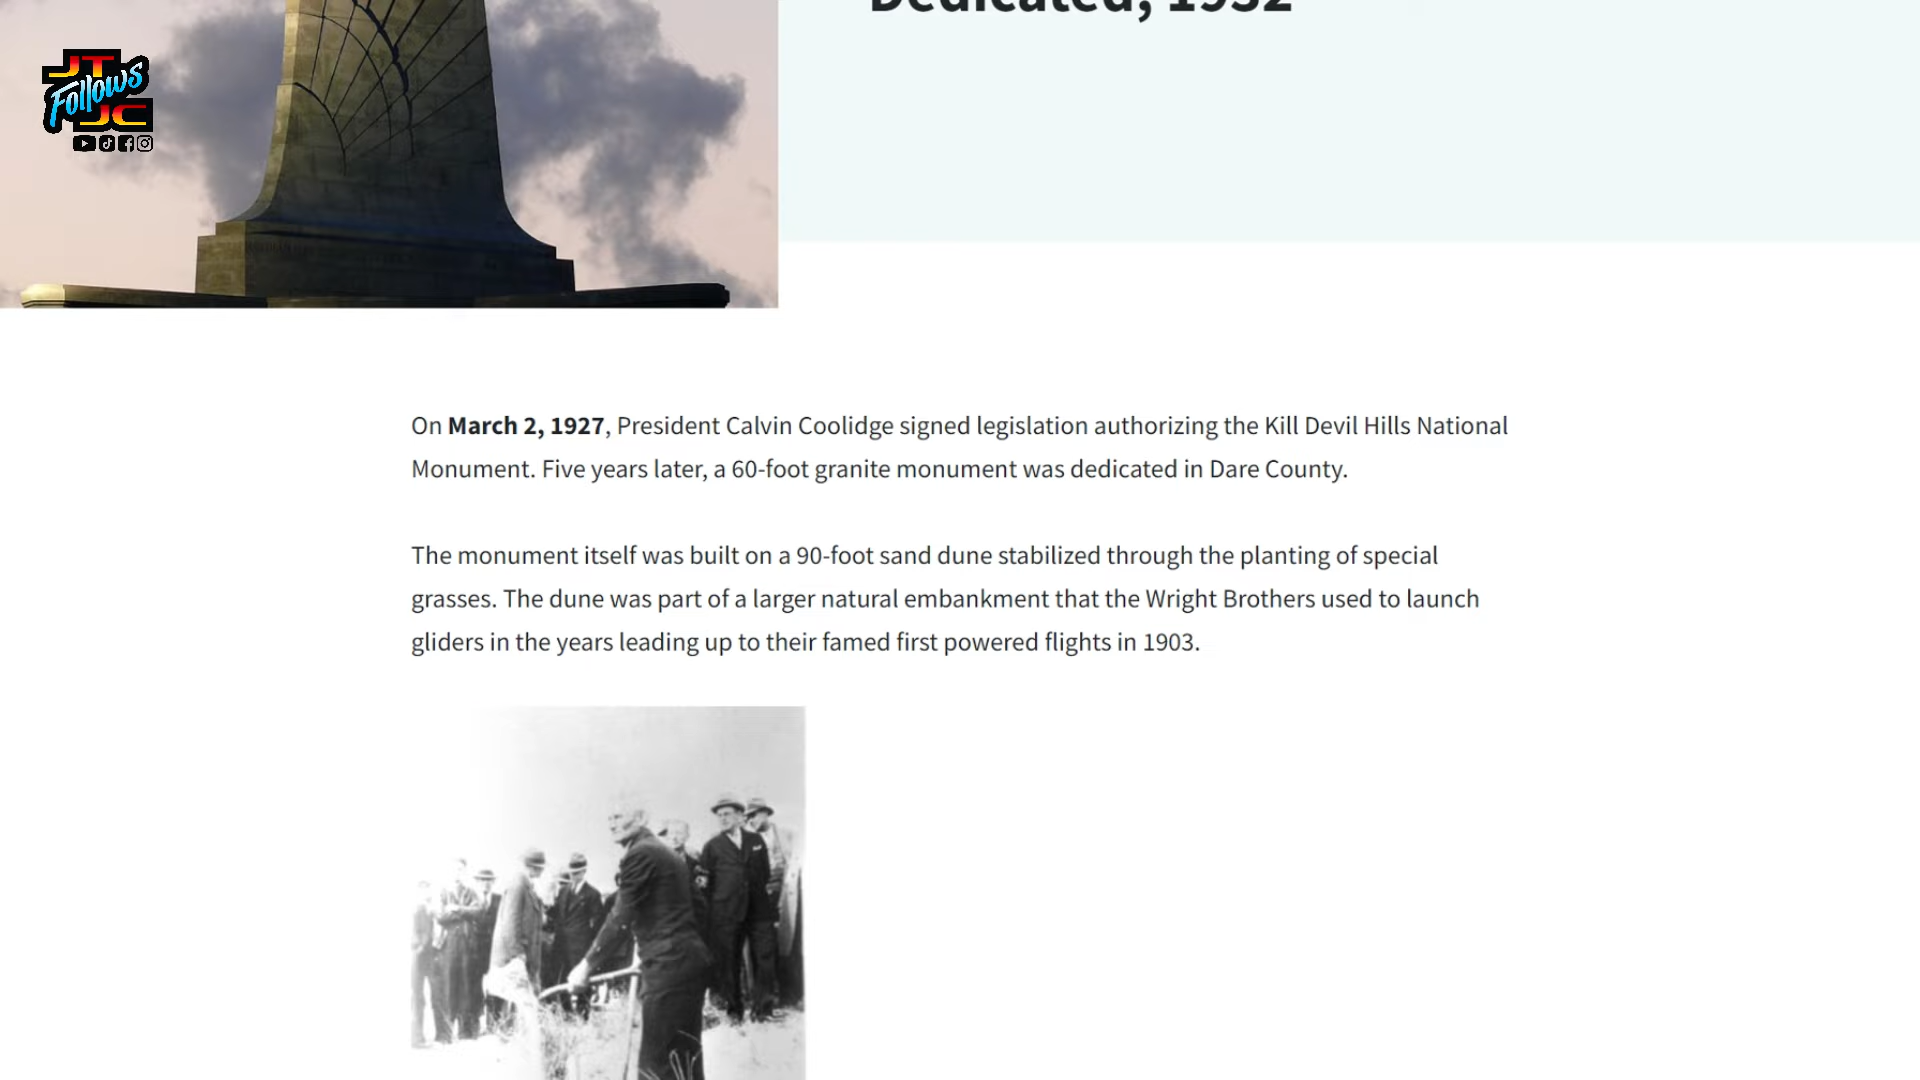 Dedicated, 1932
JT
Follows
JC
On March 2, 1927, President Calvin Coolidge signed legislation authorizing the Kill Devil Hills National
Monument. Five years later, a 60-foot granite monument was dedicated in Dare County.
The monument itself was built on a 90-foot sand dune stabilized through the planting of special
grasses. The dune was part of a larger natural embankment that the Wright Brothers used to launch
gliders in the years leading up to their famed first powered flights in 1903.